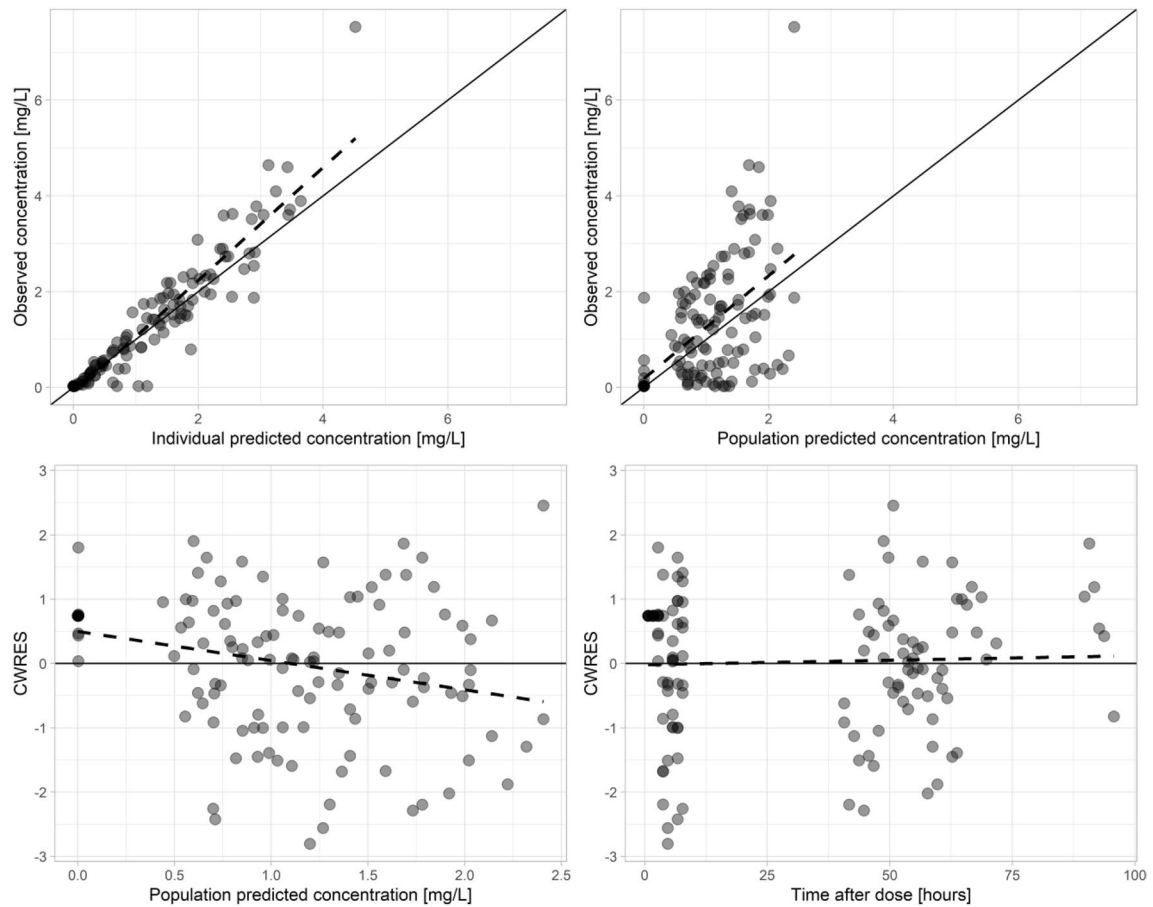 Observed concentration [mg/L]
6
4
2
0
0 2 4 6
Individual predicted concentration [mg/L]
Observed concentration [mg/L]
6
4
2
0
0 2 4 6
Population predicted concentration [mg/L]
CWRES
3
2
1
0
-1
-2
-3
0.0 0.5 1.0 1.5 2.0 2.5
Population predicted concentration [mg/L]
CWRES
3
2
1
0
-1
-2
-3
0 25 50 75 100
Time after dose [hours]